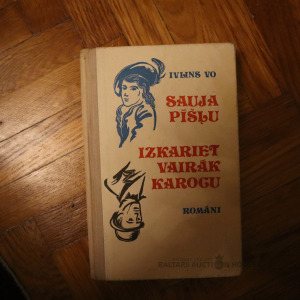 IVLINS VO
SAUJA
PĪŠĻU
IZKARIET
VAIRĀK
KAROGU
ROMĀNI